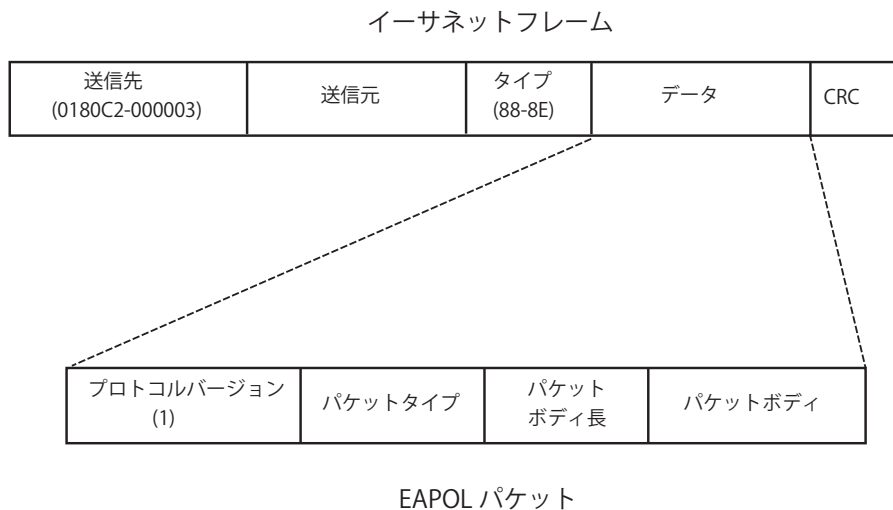 イーサネットフレーム
送信先
(0180C2-000003)
送信元
タイプ
(88-8E)
データ
CRC
プロトコルバージョン
(1)
パケットタイプ
パケット
ボディ長
パケットボディ
EAPOL パケット